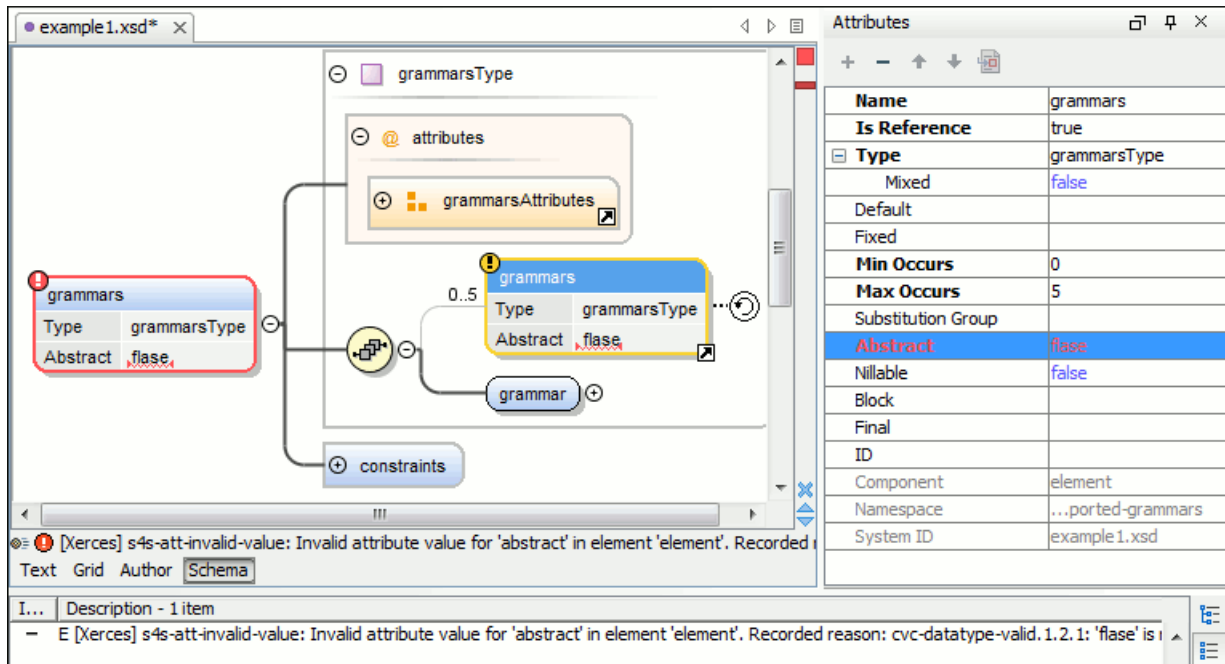 example1.xsd*
grammarsType
@ attributes
grammarsAttributes
grammars
Type grammarsType
Abstract flase
0..5
grammars
Type grammarsType
Abstract flase
grammar
constraints
[Xerces] s4s-att-invalid-value: Invalid attribute value for 'abstract' in element 'element'. Recorded
Text Grid Author Schema
Attributes
Name grammars
Is Reference true
Type grammarsType
Mixed false
Default
Fixed
Min Occurs 0
Max Occurs 5
Substitution Group
Abstract flase
Nillable false
Block
Final
ID
Component element
Namespace ...ported-grammars
System ID example1.xsd
I... Description - 1 item
E [Xerces] s4s-att-invalid-value: Invalid attribute value for 'abstract' in element 'element'. Recorded reason: cvc-datatype-valid.1.2.1: 'flase' is